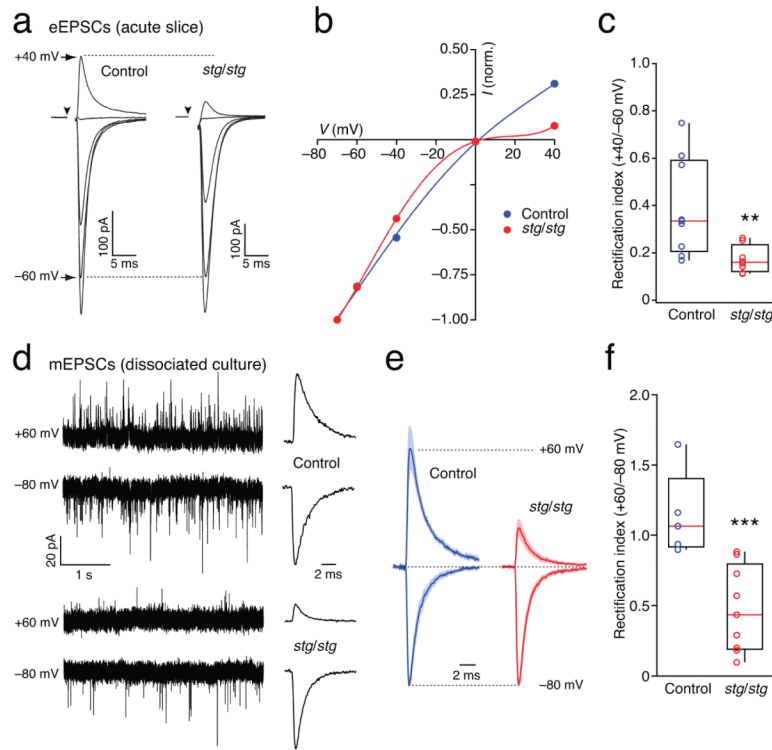 a
eEPSCs (acute slice)
+40 mV
Control
stg/stg
−60 mV
100 pA
5 ms
100 pA
5 ms
b
0.50
0.25
I (norm.)
V (mV)
−80 −60 −40 −20 20 40
−0.50
−0.75
−1.00
Control
stg/stg
c
Rectification index (+40/−60 mV)
1.0
0.8
0.6
0.4
0.2
0
**
Control
stg/stg
d
mEPSCs (dissociated culture)
+60 mV
−80 mV
20 pA
1 s
Control
2 ms
+60 mV
−80 mV
stg/stg
e
+60 mV
Control
stg/stg
2 ms
−80 mV
f
Rectification index (+60/−80 mV)
2.0
1.5
1.0
0.5
0
***
Control
stg/stg